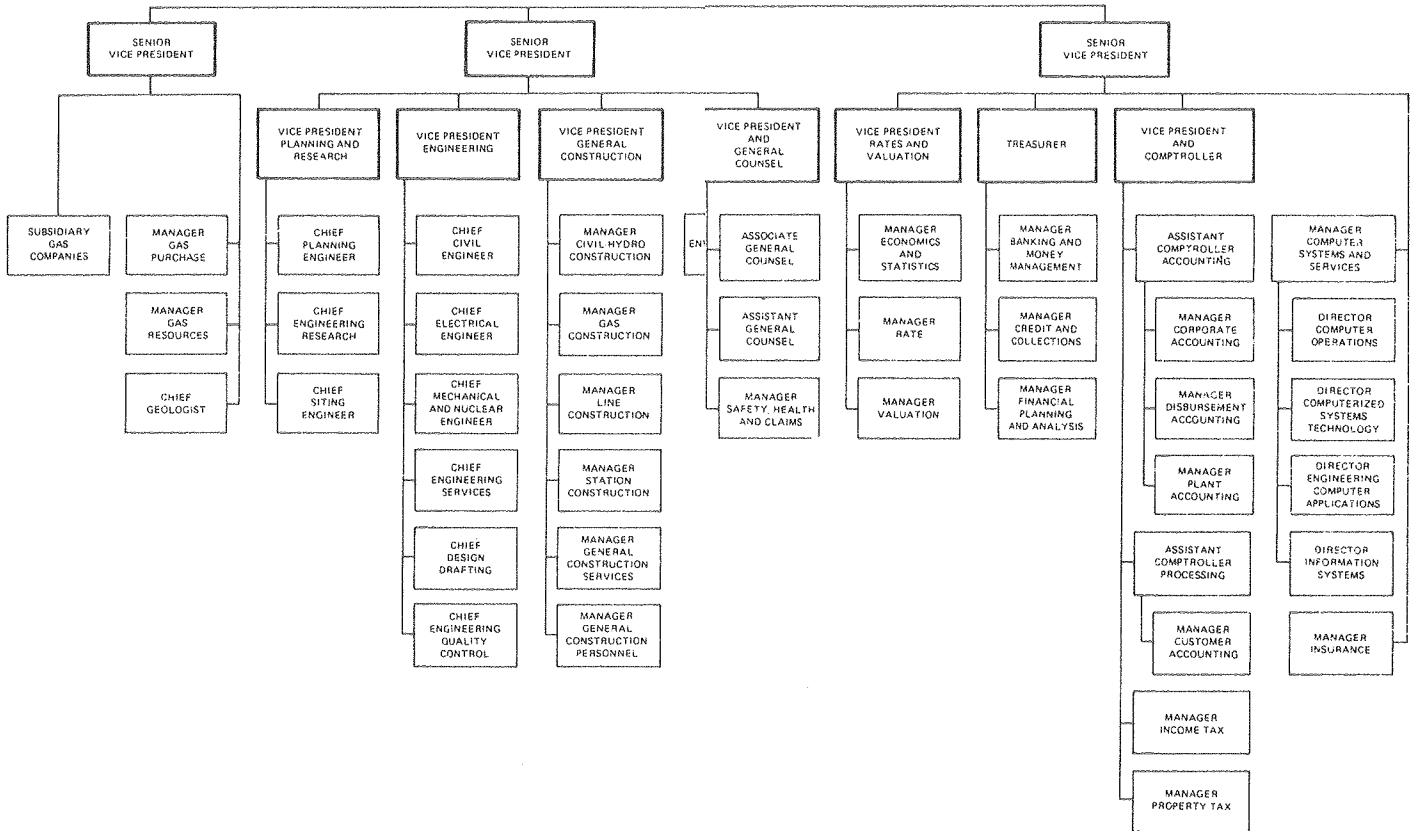 SENIOR
VICE PRESIDENT
SENIOR
VICE PRESIDENT
SENIOR
VICE PRESIDENT
VICE PRESIDENT
PLANNING AND
RESEARCH
VICE PRESIDENT
ENGINEERING
VICE PRESIDENT
GENERAL
CONSTRUCTION
VICE PRESIDENT
AND
GENERAL
COUNSEL
VICE PRESIDENT
RATES AND
VALUATION
TREASURER
VICE PRESIDENT
AND
COMPTROLLER
SUBSIDIARY
GAS
COMPANIES
MANAGER
GAS
PURCHASE
CHIEF
PLANNING
ENGINEER
CHIEF
CIVIL
ENGINEER
MANAGER
CIVIL-HYDRO
CONSTRUCTION
ASSOCIATE
GENERAL
COUNSEL
MANAGER
ECONOMICS
AND
STATISTICS
MANAGER
BANKING AND
MONEY
MANAGEMENT
ASSISTANT
COMPTROLLER
ACCOUNTING
MANAGER
COMPUTER
SYSTEMS AND
SERVICES
MANAGER
GAS
RESOURCES
CHIEF
ENGINEERING
RESEARCH
CHIEF
ELECTRICAL
ENGINEER
MANAGER
GAS
CONSTRUCTION
ASSISTANT
GENERAL
COUNSEL
MANAGER
RATE
MANAGER
CREDIT AND
COLLECTIONS
MANAGER
CORPORATE
ACCOUNTING
DIRECTOR
COMPUTER
OPERATIONS
CHIEF
GEOLOGIST
CHIEF
SITING
ENGINEER
CHIEF
MECHANICAL
AND NUCLEAR
ENGINEER
MANAGER
LINE
CONSTRUCTION
MANAGER
SAFETY, HEALTH
AND CLAIMS
MANAGER
VALUATION
MANAGER
FINANCIAL
PLANNING
AND ANALYSIS
MANAGER
DISBURSEMENT
ACCOUNTING
DIRECTOR
COMPUTERIZED
SYSTEMS
TECHNOLOGY
CHIEF
ENGINEERING
SERVICES
MANAGER
STATION
CONSTRUCTION
MANAGER
PLANT
ACCOUNTING
DIRECTOR
ENGINEERING
COMPUTER
APPLICATIONS
CHIEF
DESIGN
DRAFTING
MANAGER
GENERAL
CONSTRUCTION
SERVICES
ASSISTANT
COMPTROLLER
PROCESSING
DIRECTOR
INFORMATION
SYSTEMS
CHIEF
ENGINEERING
QUALITY
CONTROL
MANAGER
GENERAL
CONSTRUCTION
PERSONNEL
MANAGER
CUSTOMER
ACCOUNTING
MANAGER
INSURANCE
MANAGER
INCOME TAX
MANAGER
PROPERTY TAX